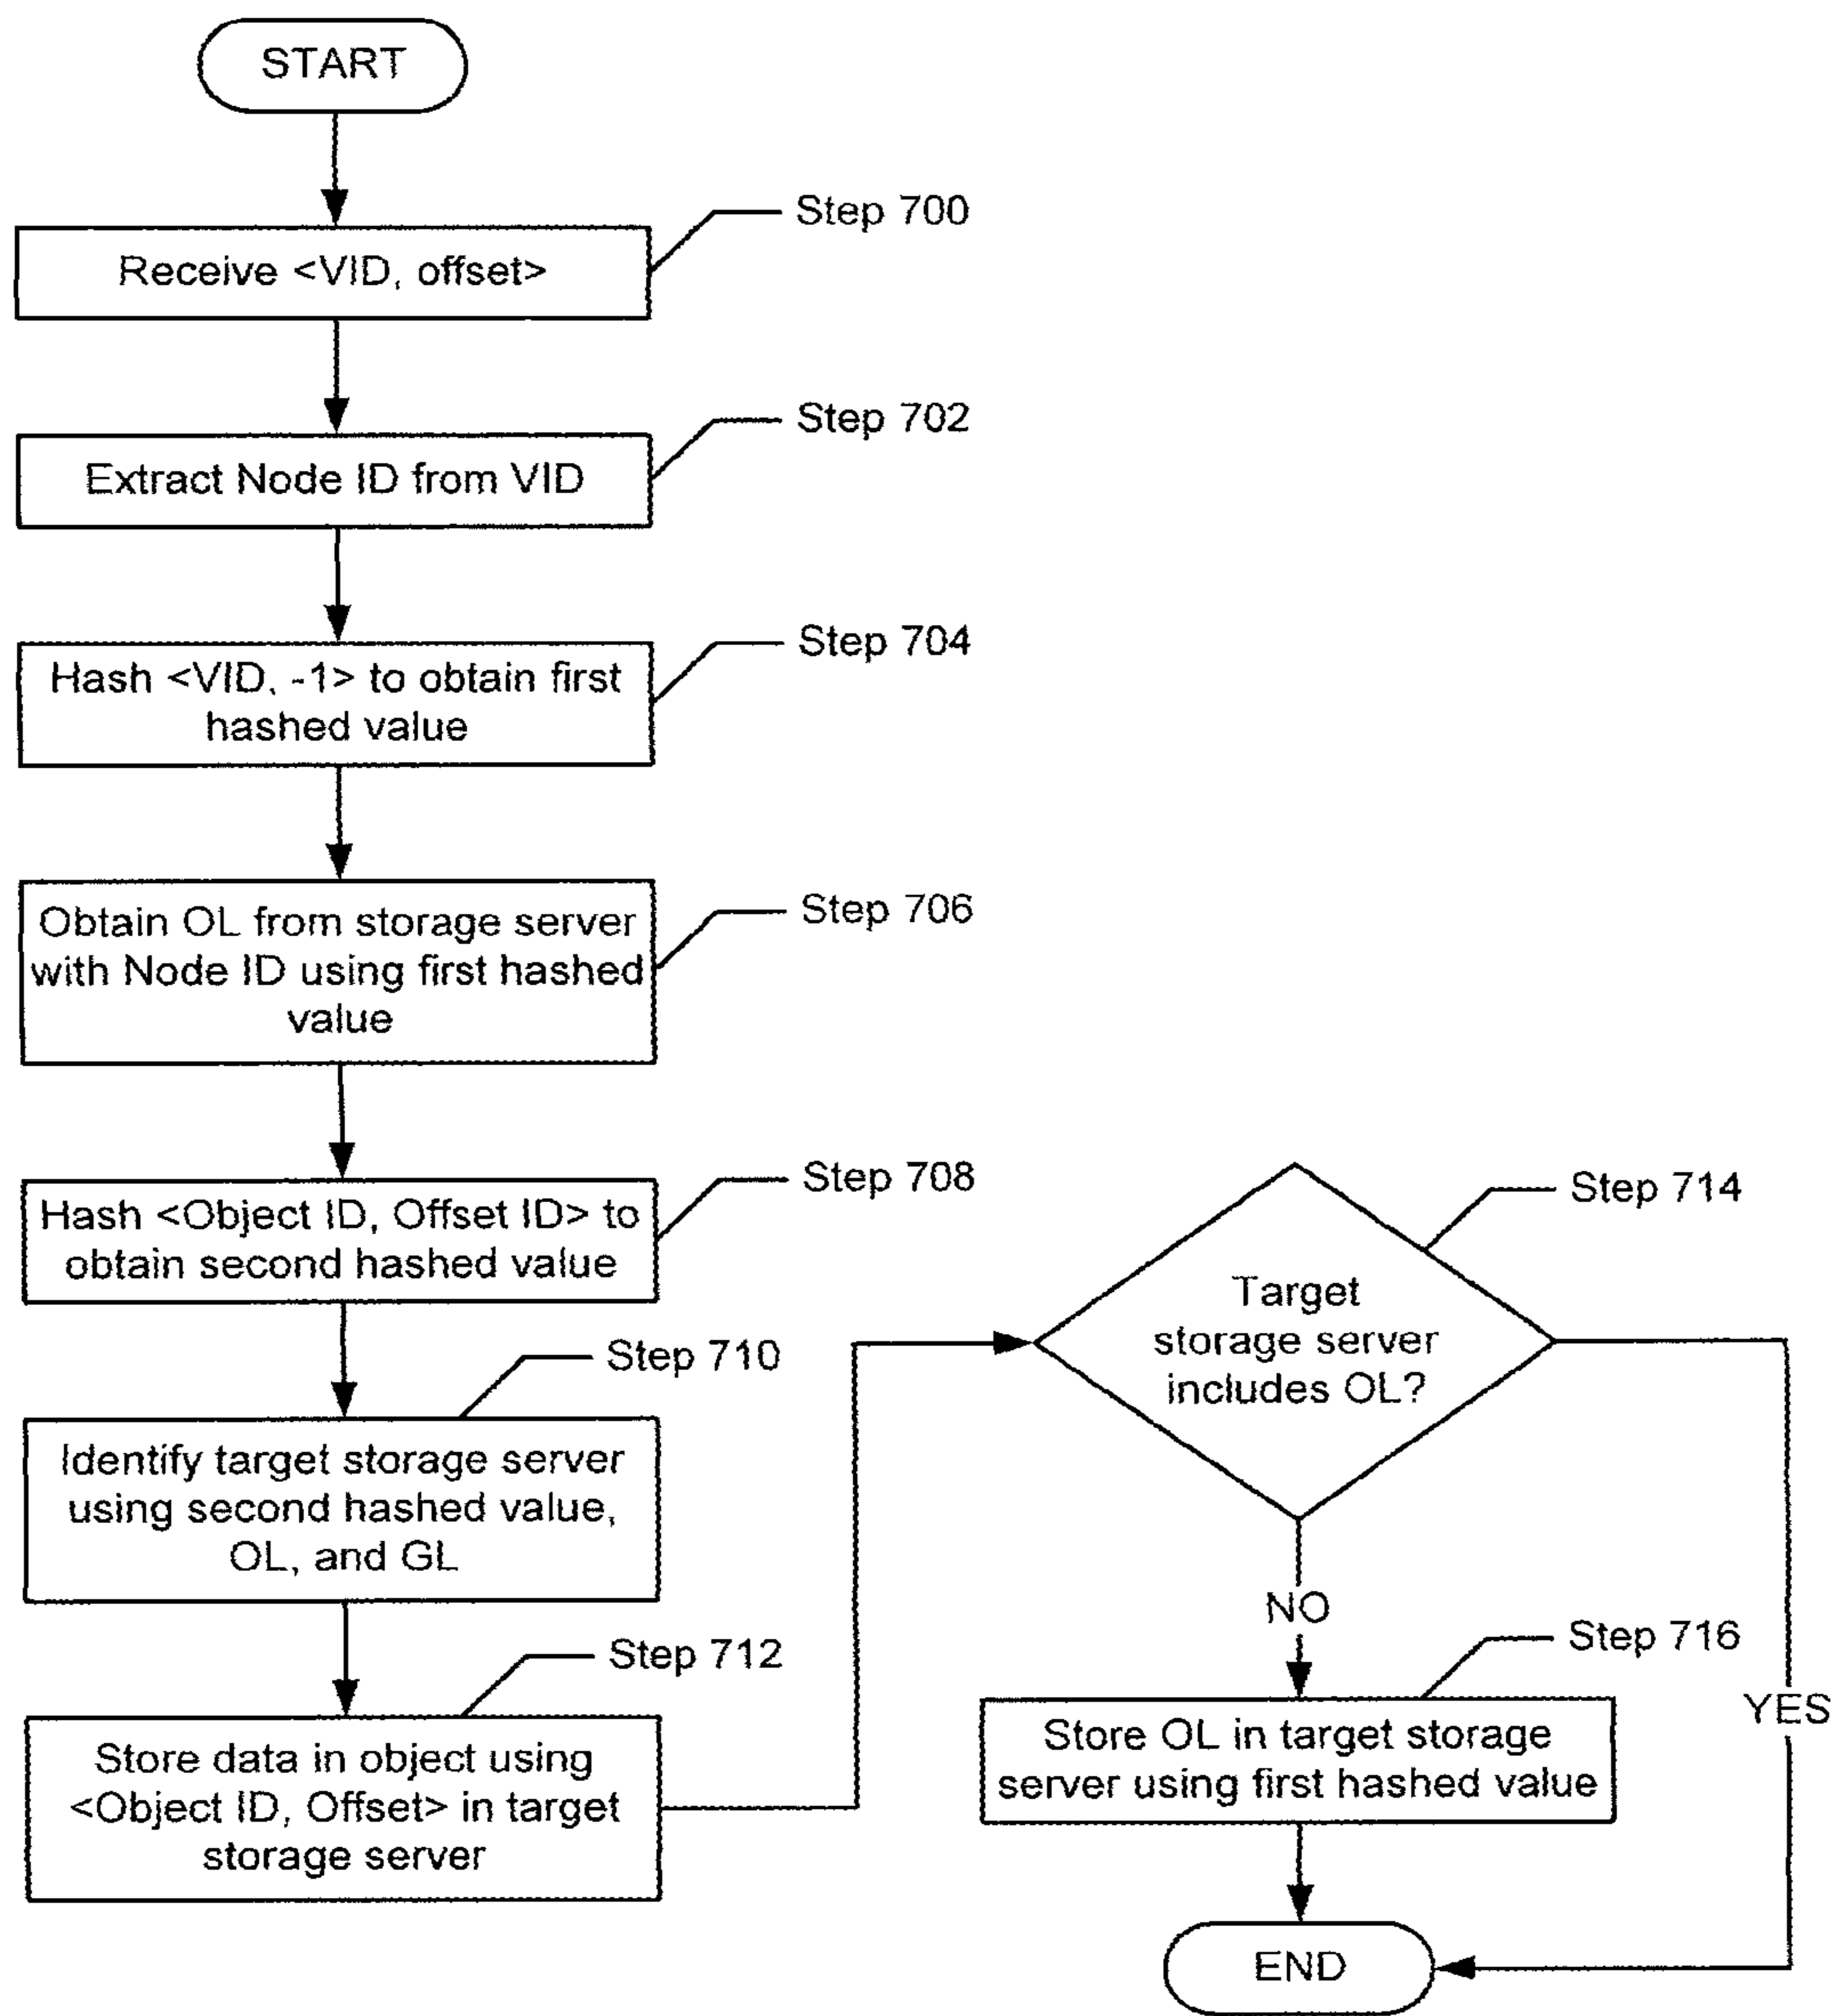 START
Step 700
Receive <VID, offset>
Step 702
Extract Node ID from VID
Step 704
Hash <VID, -1> to obtain first
hashed value
Step 706
Obtain OL from storage server
with Node ID using first hashed
value
Step 708
Hash <Object ID, Offset ID> to
obtain second hashed value
Step 710
Identify target storage server
using second hashed value,
OL, and GL
Step 712
Store data in object using
<Object ID, Offset> in target
storage server
Step 714
Target
storage server
includes OL?
NO
YES
Step 716
Store OL in target storage
server using first hashed value
END